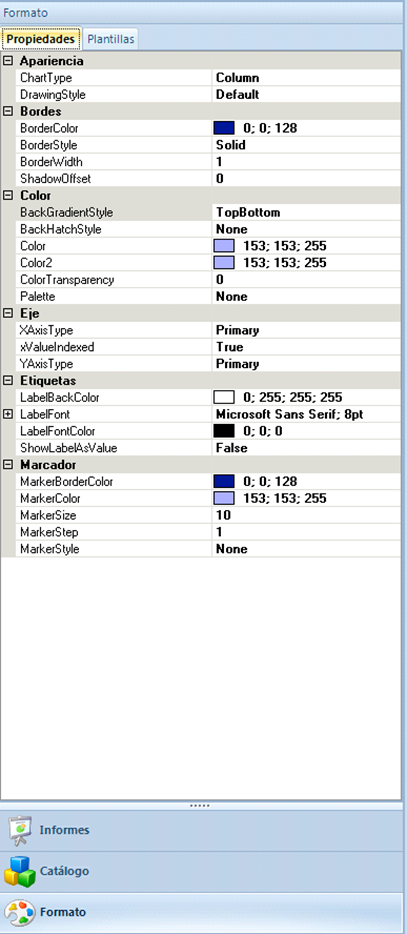 Formato
Propiedades Plantillas
Apariencia
ChartType Column
DrawingStyle Default
Bordes
BorderColor 0; 0; 128
BorderStyle Solid
BorderWidth 1
ShadowOffset 0
Color
BackGradientStyle TopBottom
BackHatchStyle None
Color 153; 153; 255
Color2 153; 153; 255
ColorTransparency 0
Palette None
Eje
XAxisType Primary
xValueIndexed True
YAxisType Primary
Etiquetas
LabelBackColor 0; 255; 255; 255
LabelFont Microsoft Sans Serif; 8pt
LabelFontColor 0; 0; 0
ShowLabelAsValue False
Marcador
MarkerBorderColor 0; 0; 128
MarkerColor 153; 153; 255
MarkerSize 10
MarkerStep 1
MarkerStyle None
Informes
Catálogo
Formato